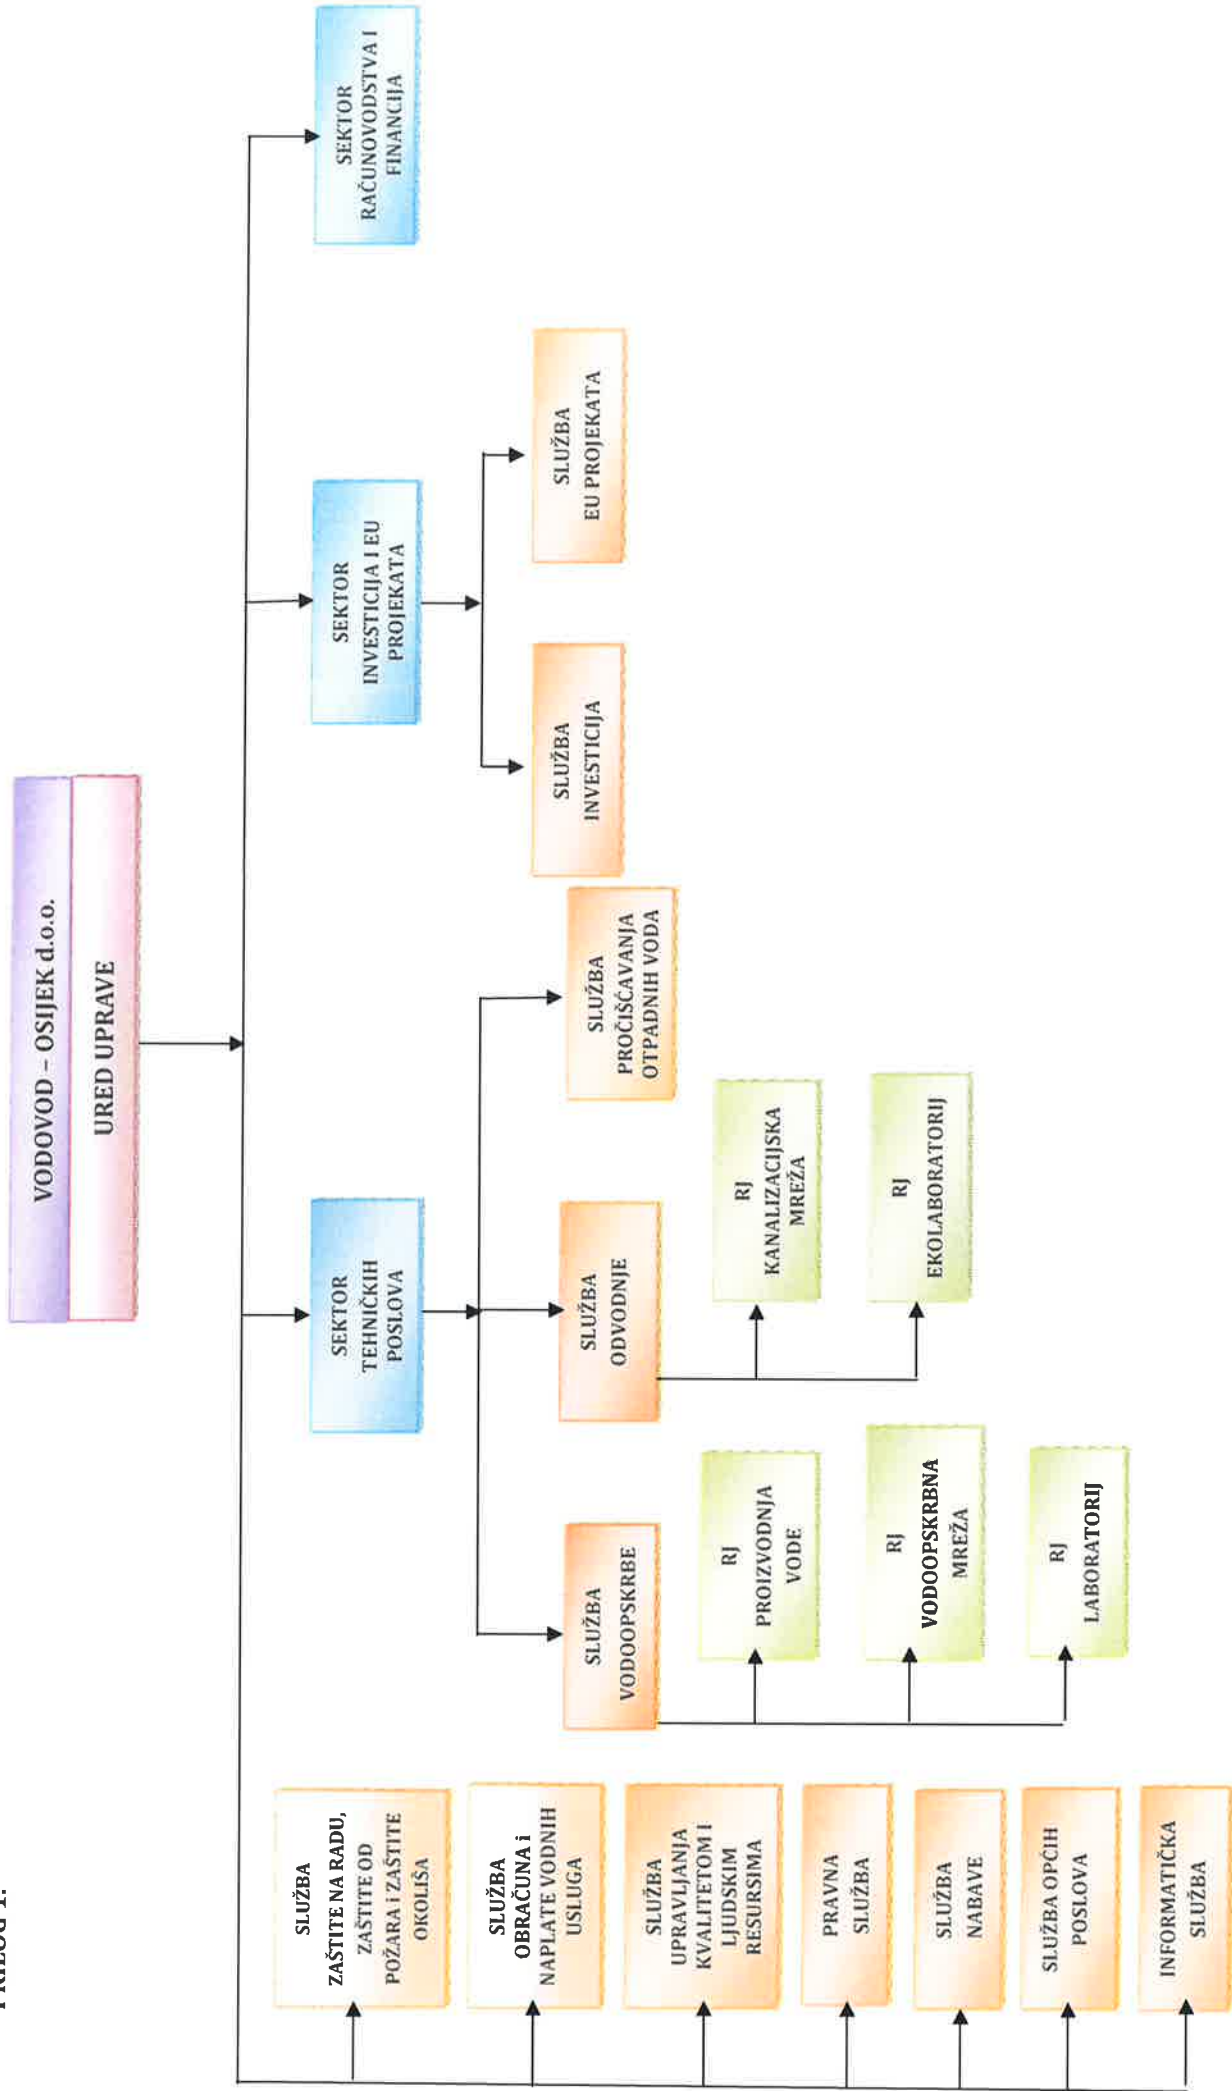 PRILOG 1.
VODOVOD – OSIJEK d.o.o.
URED UPRAVE
SEKTOR
TEHNIČKIH
POSLOVA
SEKTOR
INVESTICIJA I EU
PROJEKATA
SEKTOR
RAČUNOVODSTVA I
FINANCIJA
SLUŽBA
ZAŠTITE NA RADU,
ZAŠTITE OD
POŽARA i ZAŠTITE
OKOLIŠA
SLUŽBA
OBRAČUNA i
NAPLATE VODNIH
USLUGA
SLUŽBA
UPRAVLJANJA
KVALITETOM I
LJUDSKIM
RESURSIMA
PRAVNA
SLUŽBA
SLUŽBA
NABAVE
SLUŽBA OPĆIH
POSLOVA
INFORMATIČKA
SLUŽBA
SLUŽBA
VODOOPSKRBE
RJ
PROIZVODNJA
VODE
RJ
VODOOPSKRBNA
MREŽA
RJ
LABORATORIJ
SLUŽBA
ODVODNJE
RJ
KANALIZACIJSKA
MREŽA
RJ
EKOLABORATORIJ
SLUŽBA
PROČIŠĆAVANJA
OTPADNIH VODA
SLUŽBA
INVESTICIJA
SLUŽBA
EU PROJEKATA